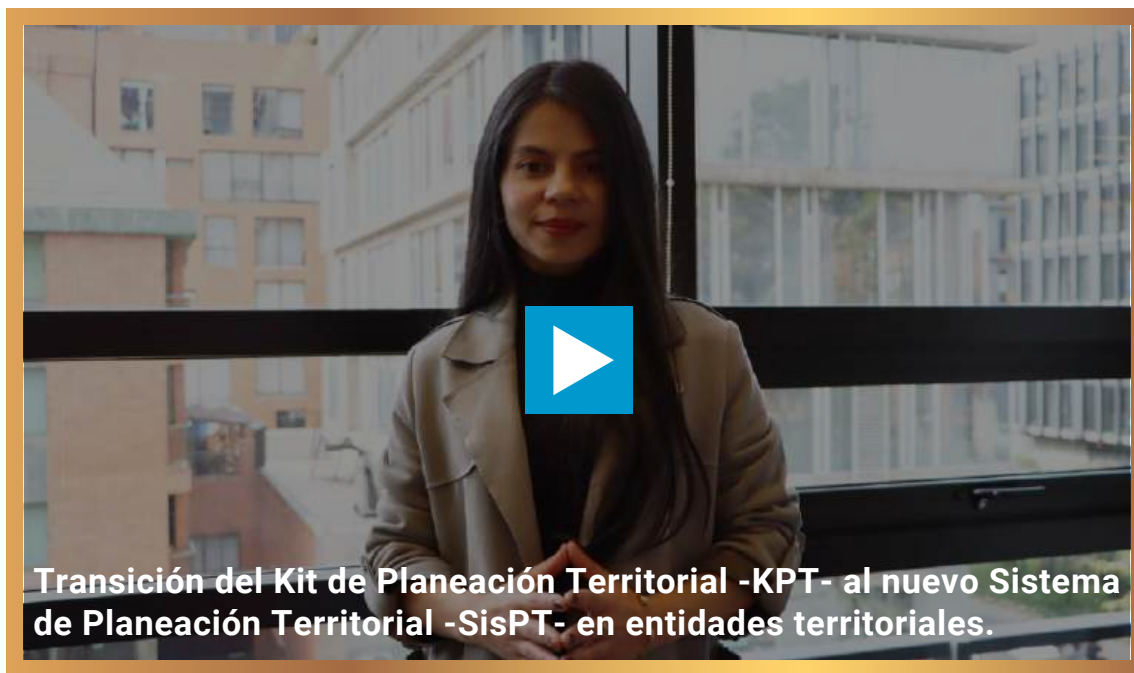 Transición del Kit de Planeación Territorial -KPT- al nuevo Sistema
de Planeación Territorial -SisPT- en entidades territoriales.